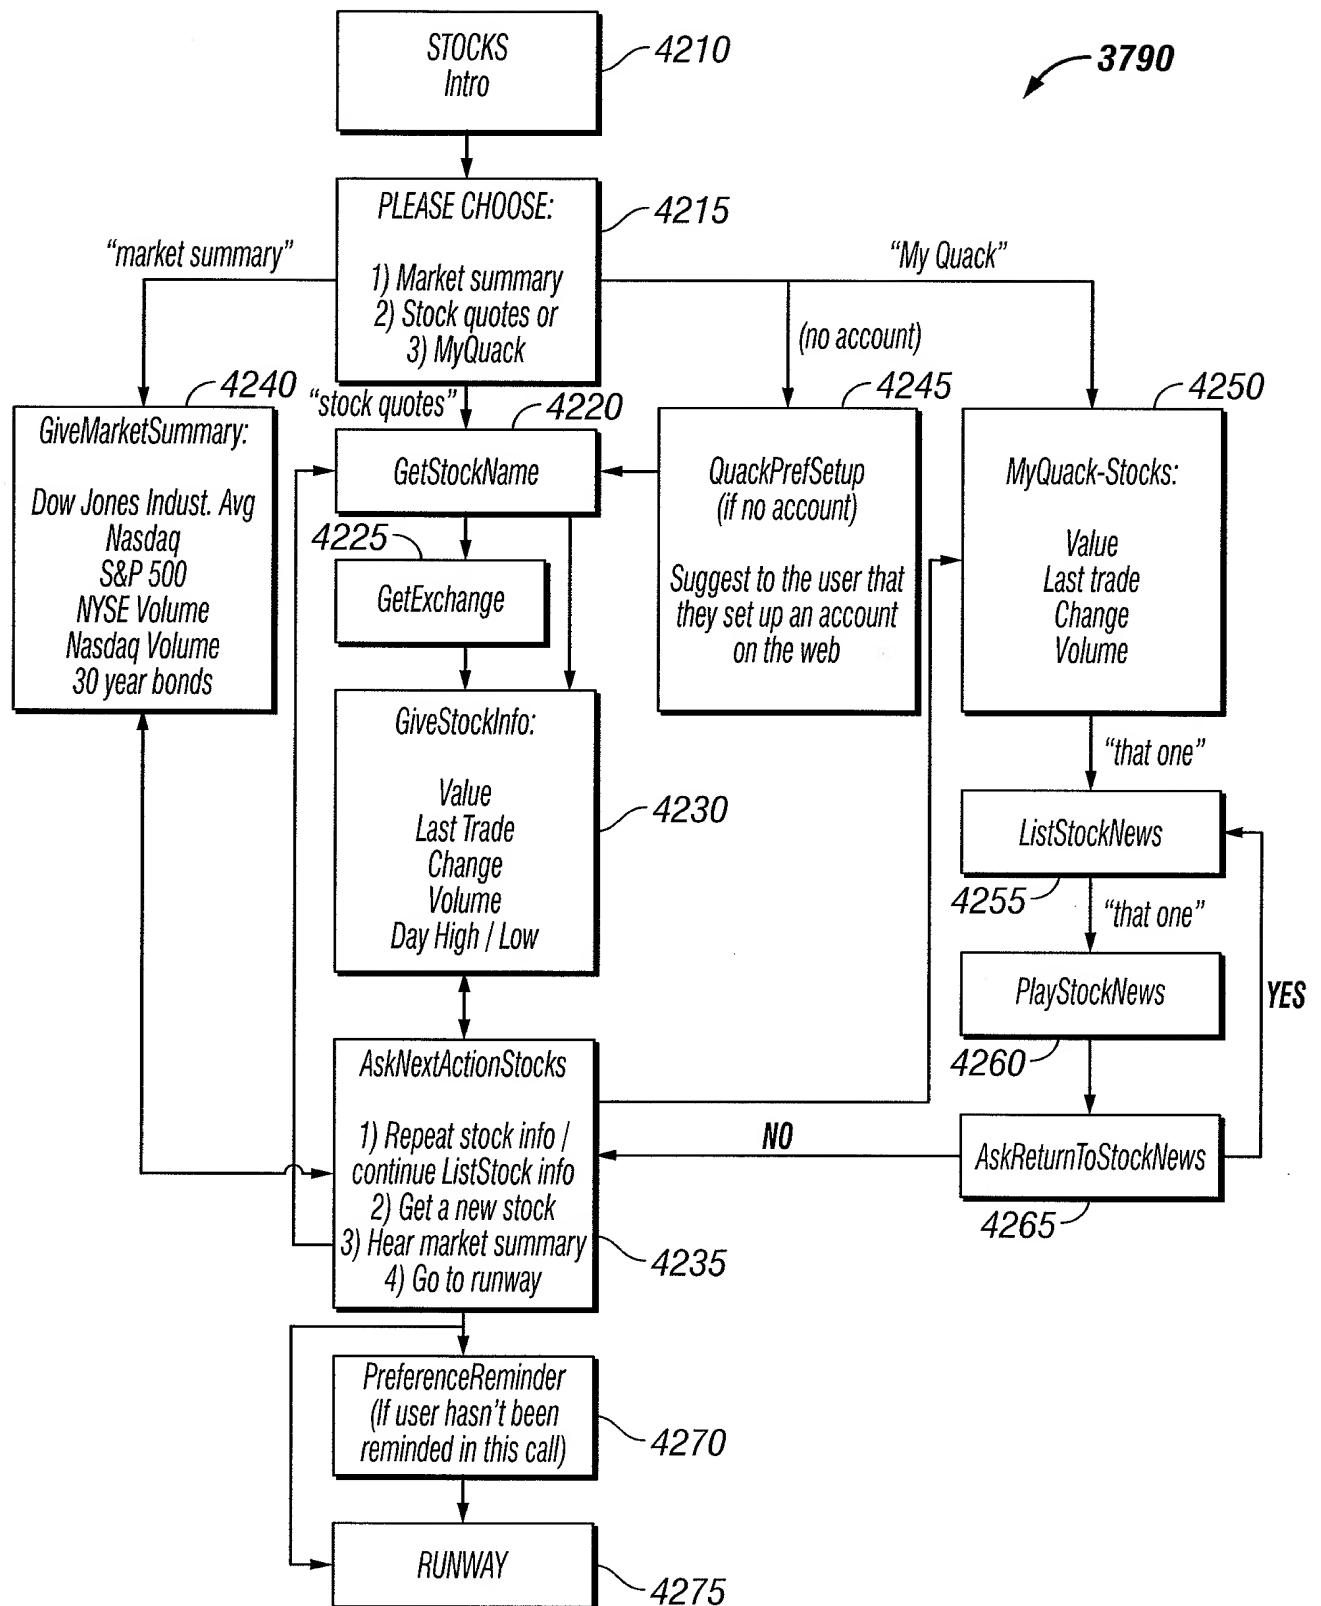 STOCKS
Intro
4210
3790
PLEASE CHOOSE:
1) Market summary
2) Stock quotes or
3) MyQuack
4215
“market summary”
“My Quack”
(no account)
“stock quotes”
4240
GiveMarketSummary:
Dow Jones Indust. Avg
Nasdaq
S&P 500
NYSE Volume
Nasdaq Volume
30 year bonds
4220
GetStockName
4225
GetExchange
4245
QuackPrefSetup
(if no account)
Suggest to the user that
they set up an account
on the web
4250
MyQuack-Stocks:
Value
Last trade
Change
Volume
GiveStockInfo:
Value
Last Trade
Change
Volume
Day High / Low
4230
“that one”
ListStockNews
4255
“that one”
PlayStockNews
4260
YES
AskReturnToStockNews
4265
NO
AskNextActionStocks
1) Repeat stock info /
continue ListStock info
2) Get a new stock
3) Hear market summary
4) Go to runway
4235
PreferenceReminder
(If user hasn’t been
reminded in this call)
4270
RUNWAY
4275